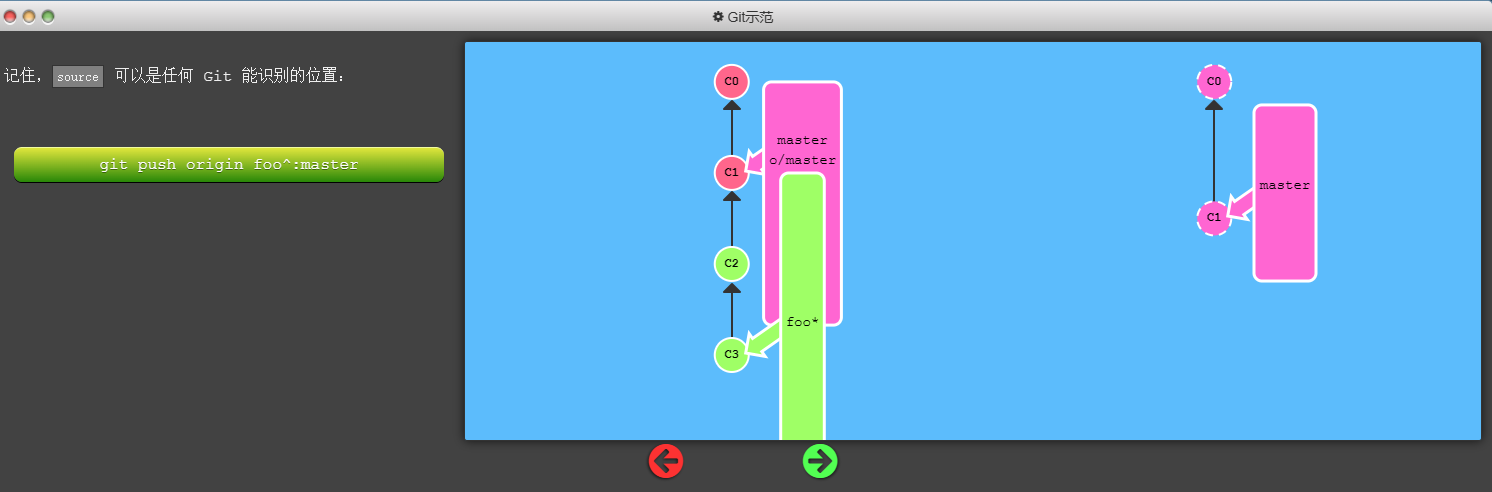 Git示范
记住，source 可以是任何 Git 能识别的位置：
git push origin foo^:master
C0
master
o/master
C1
C2
foo*
C3
C0
master
C1